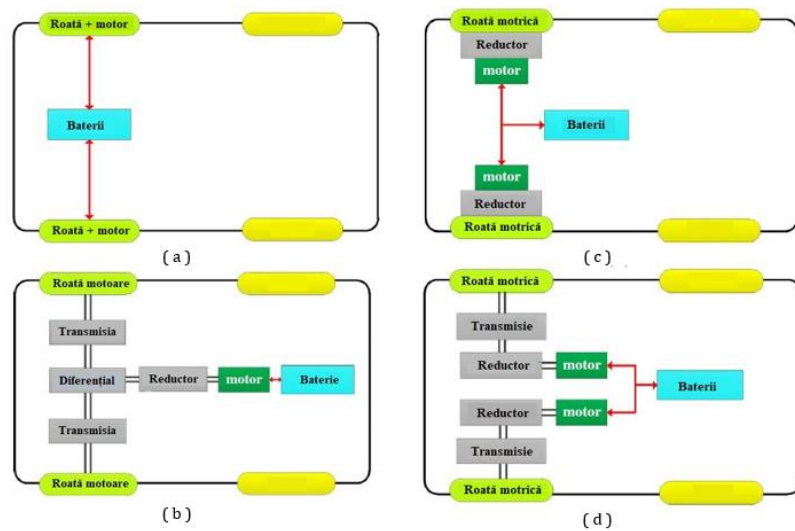 Roată + motor
Baterii
Roată + motor
( a )
Roată motrică
Reductor
motor
Baterii
motor
Reductor
Roată motrică
( c )
Roată motoare
Transmisia
Diferențial
Reductor
motor
Baterie
Transmisia
Roată motoare
( b )
Roată motrică
Transmisie
Reductor
motor
Baterii
Reductor
motor
Transmisie
Roată motrică
( d )